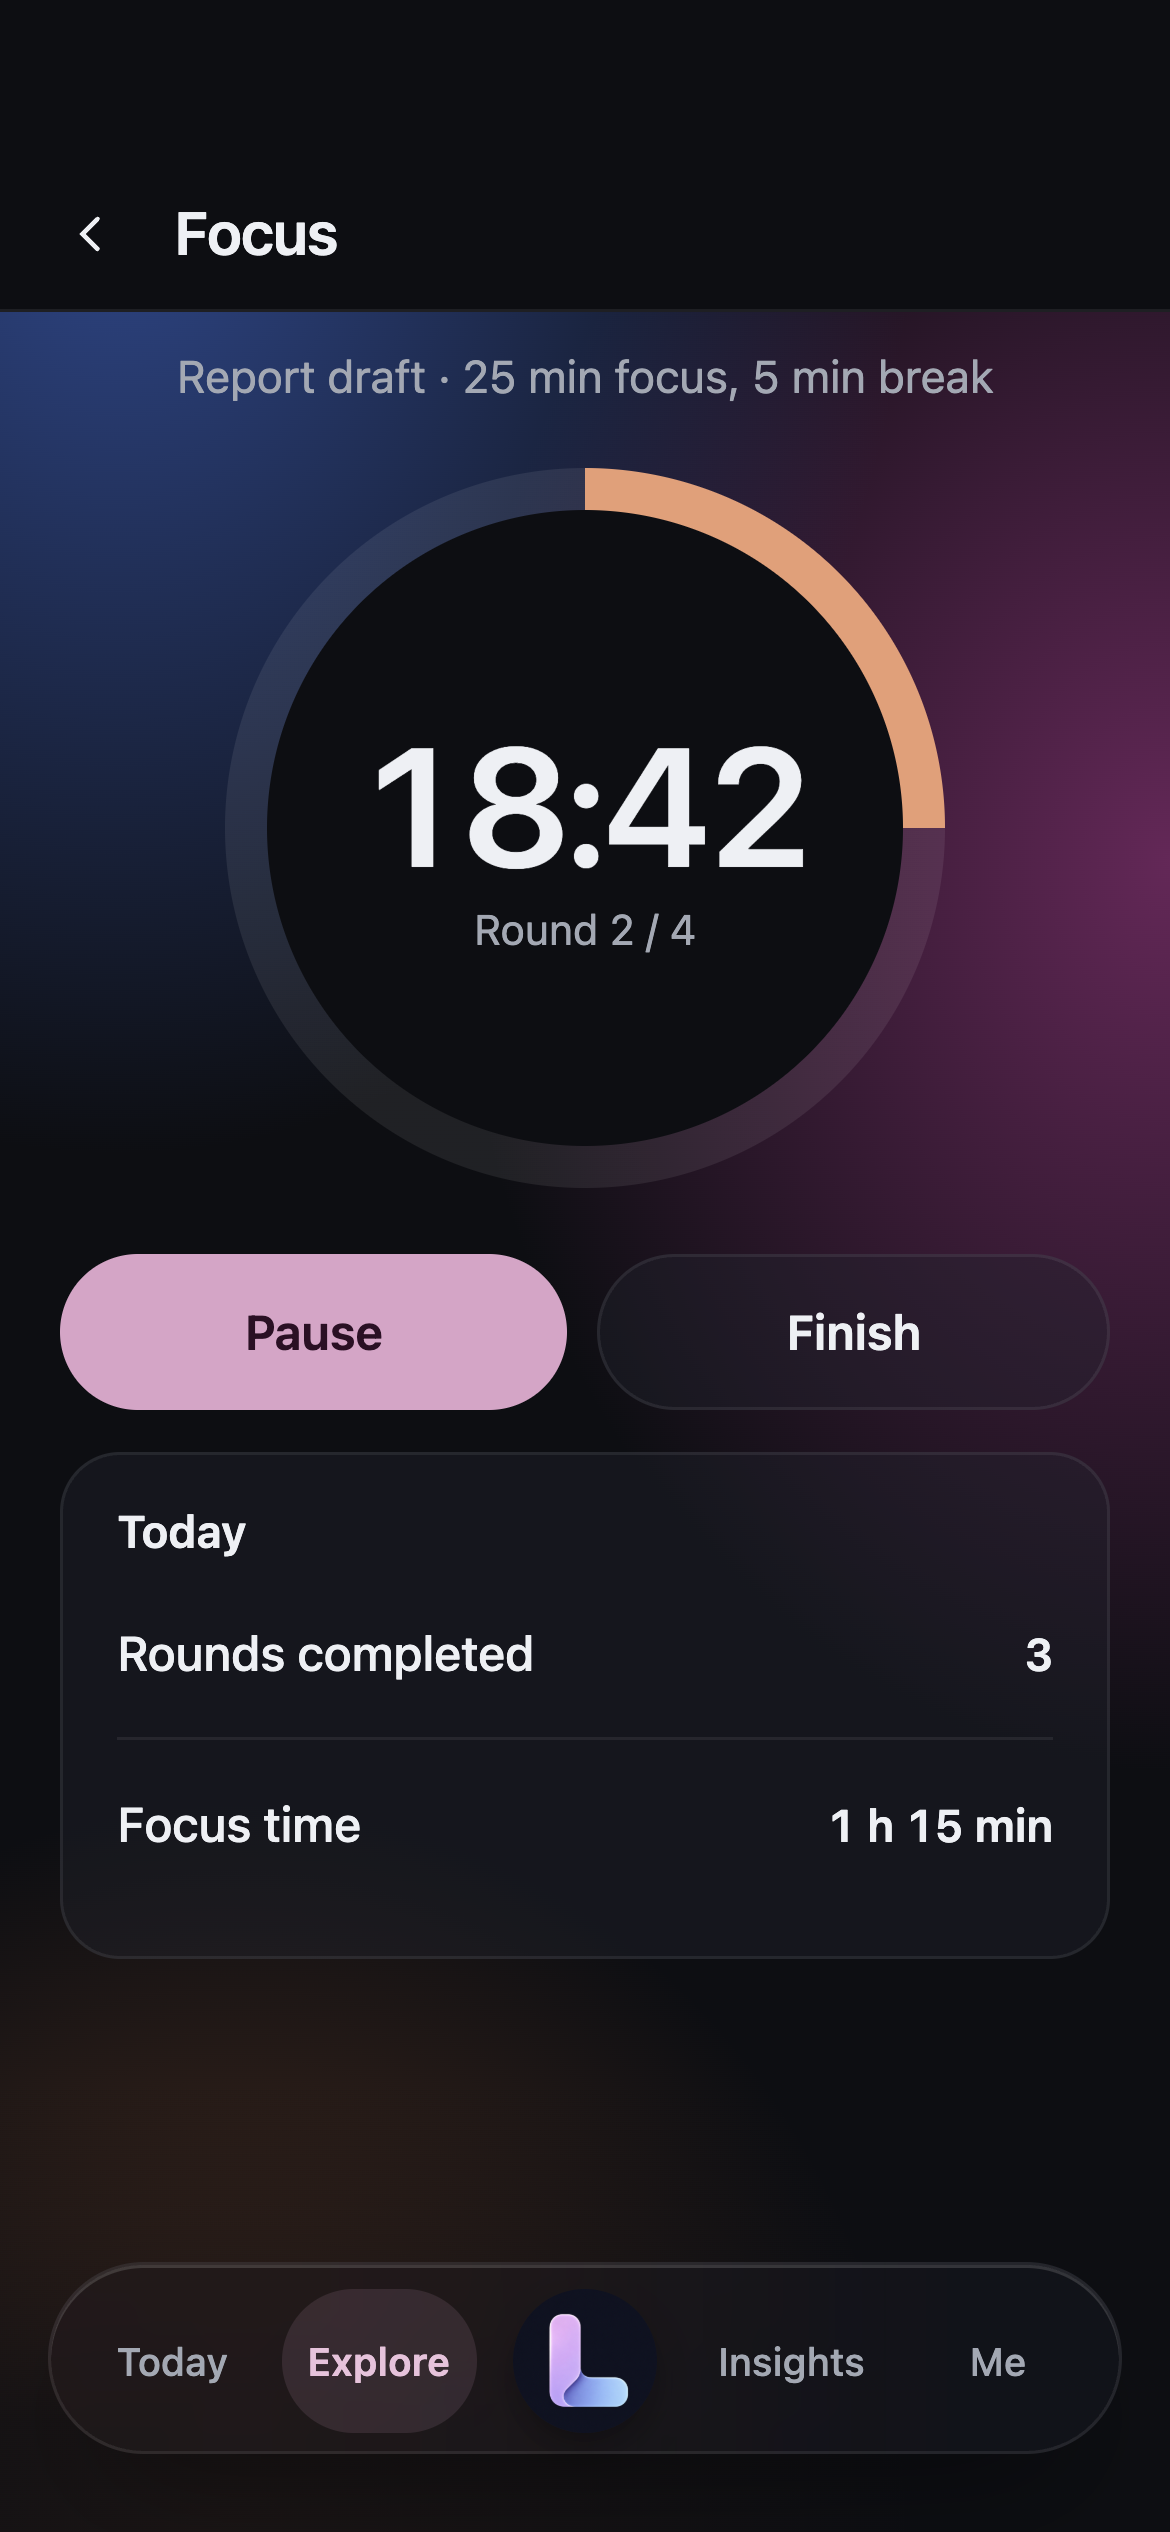 Focus
Report draft · 25 min focus, 5 min break
18:42
Round 2 / 4
Pause Finish
Today
Rounds completed 3
Focus time 1 h 15 min
Today Explore Insights Me